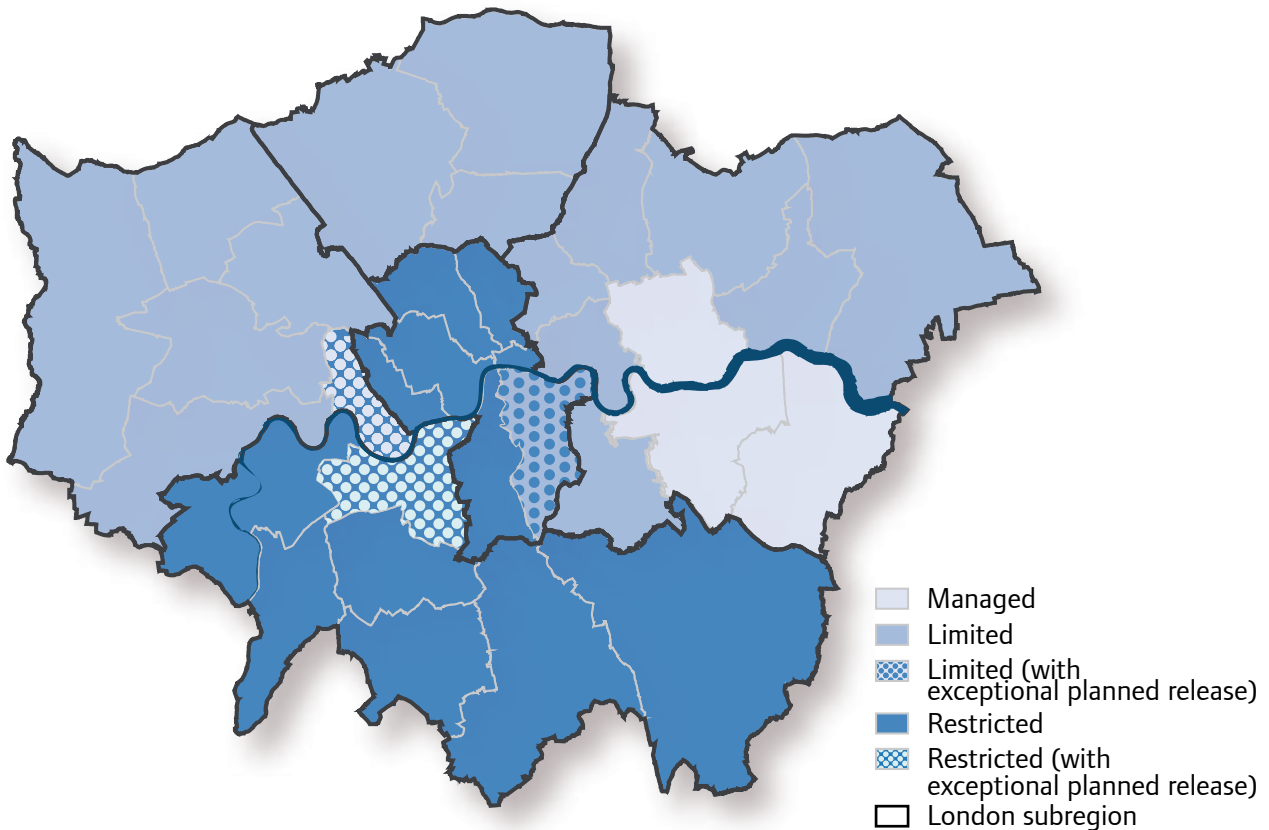 Managed
Limited
Limited (with
exceptional planned release)
Restricted
Restricted (with
exceptional planned release)
London subregion